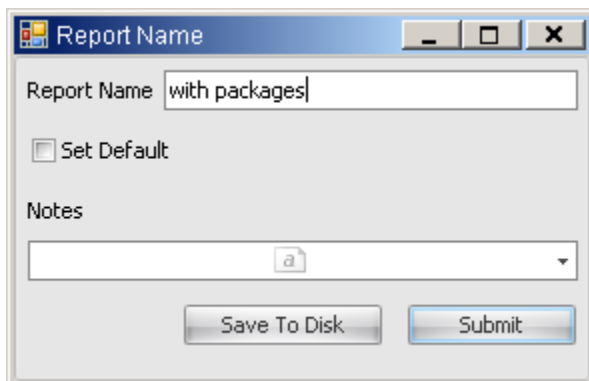 Report Name
Report Name with packages
Set Default
Notes
a
Save To Disk Submit